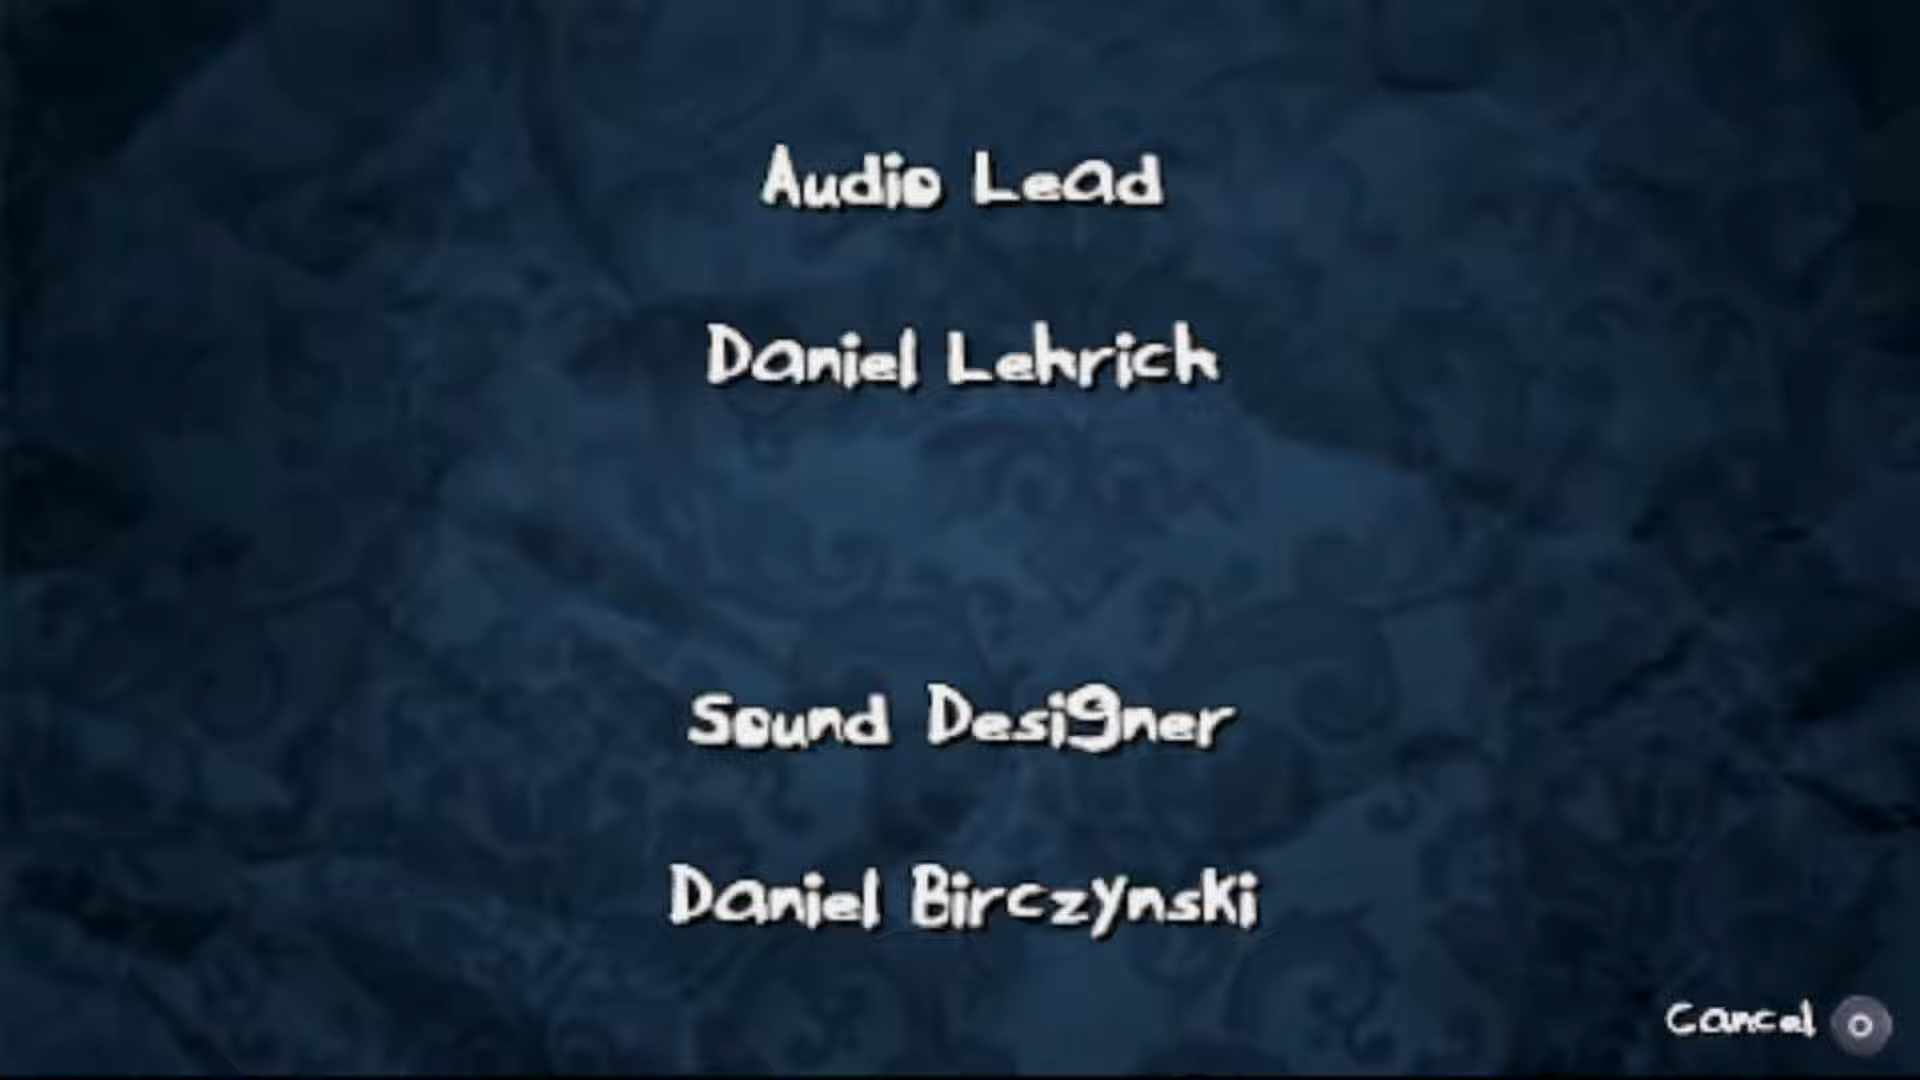 Audio Lead
Daniel Lehrich
Sound Designer
Daniel Birczynski
Cancel